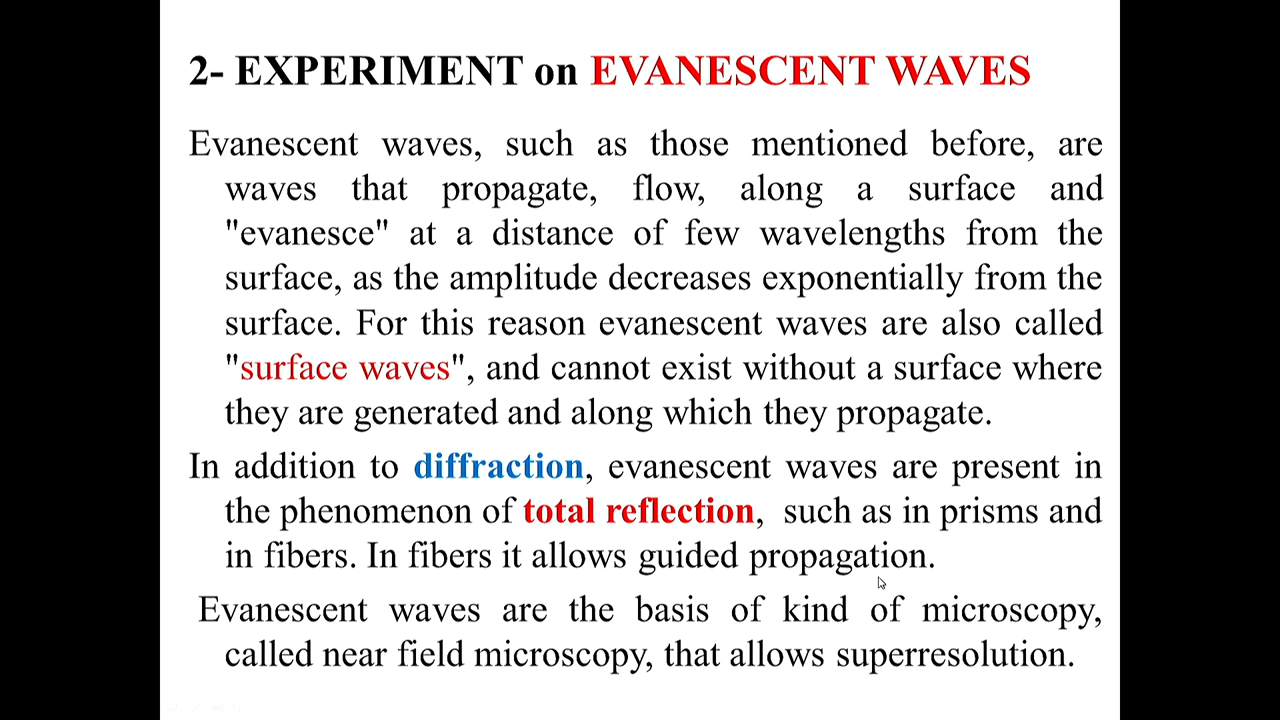 2- EXPERIMENT on EVANESCENT WAVES
Evanescent waves, such as those mentioned before, are
waves that propagate, flow, along a surface and
"evanesce" at a distance of few wavelengths from the
surface, as the amplitude decreases exponentially from the
surface. For this reason evanescent waves are also called
"surface waves", and cannot exist without a surface where
they are generated and along which they propagate.
In addition to diffraction, evanescent waves are present in
the phenomenon of total reflection, such as in prisms and
in fibers. In fibers it allows guided propagation.
Evanescent waves are the basis of kind of microscopy,
called near field microscopy, that allows superresolution.